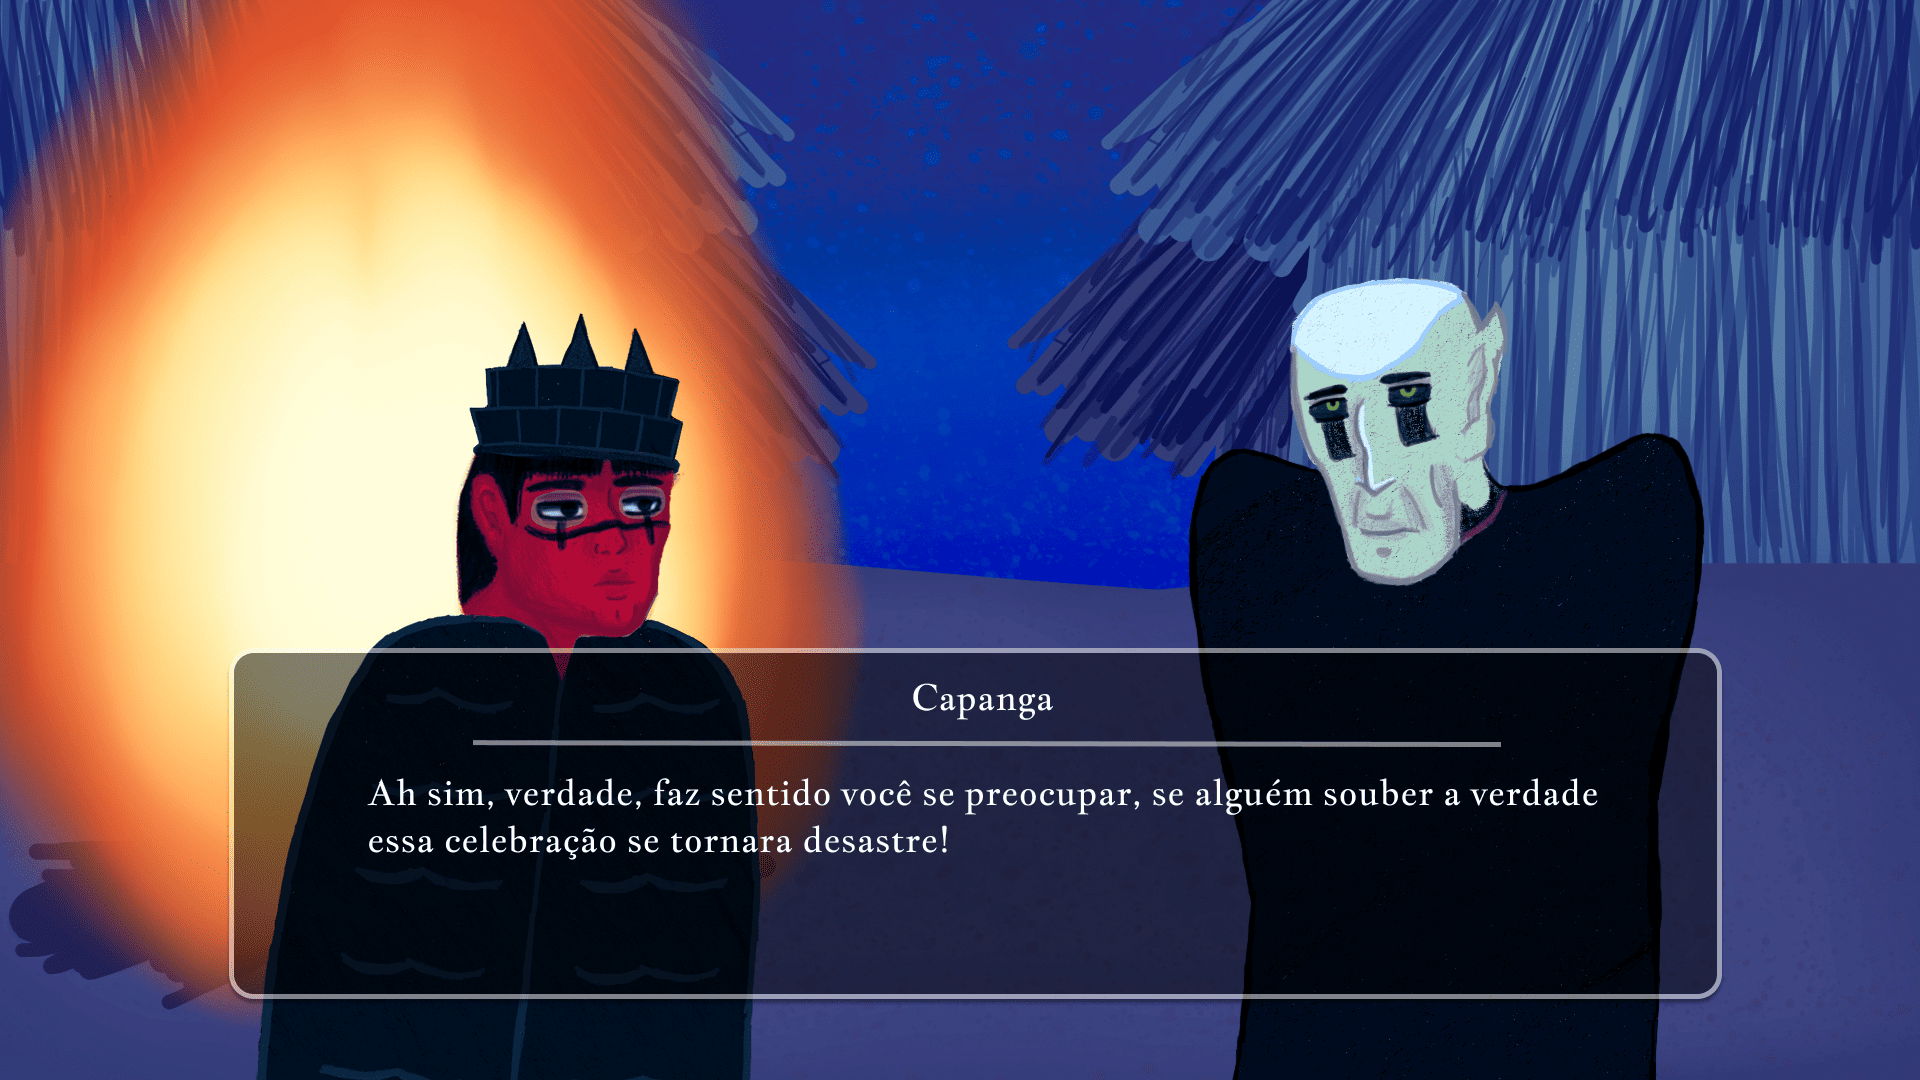 Capanga
Ah sim, verdade, faz sentido você se preocupar, se alguém souber a verdade
essa celebração se tornara desastre!